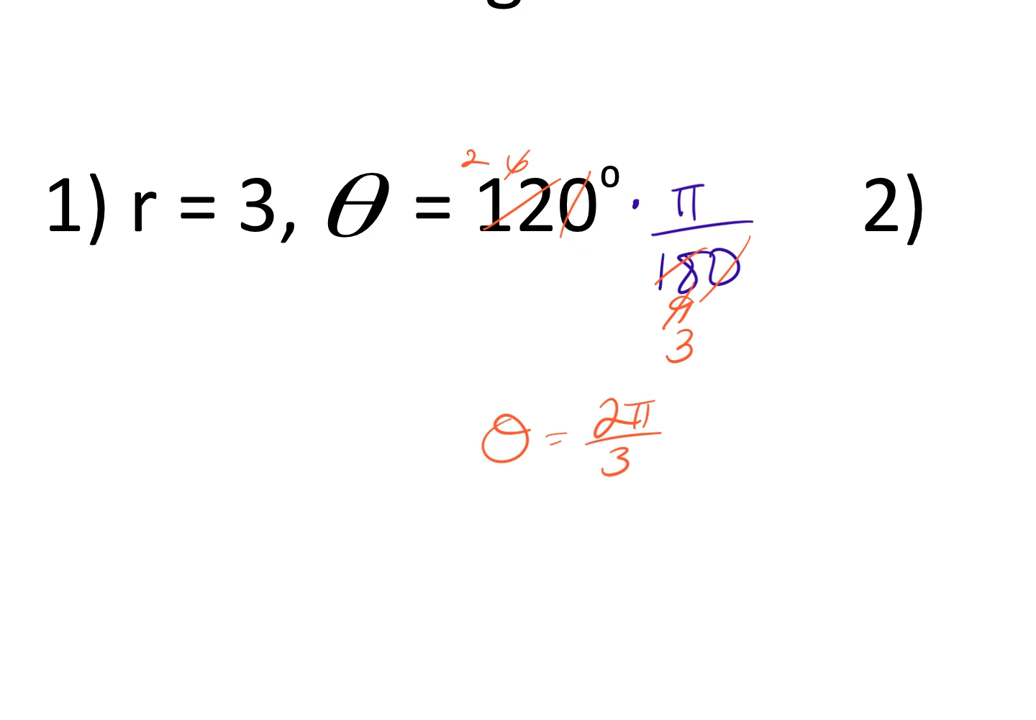 g
2 6
1) r = 3, θ = 120° · π/180 2)
9
3
θ = 2π/3